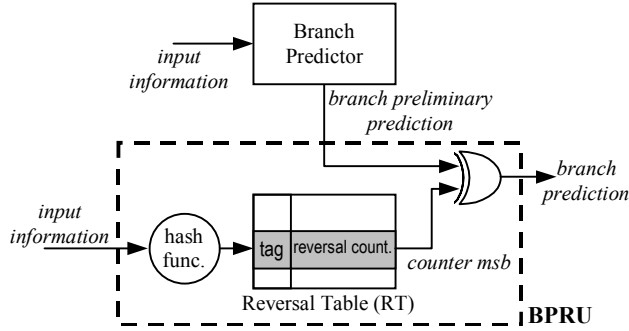 Branch
Predictor
input
information
branch preliminary
prediction
branch
prediction
input
information
hash
func.
tag
reversal count.
counter msb
Reversal Table (RT)
BPRU